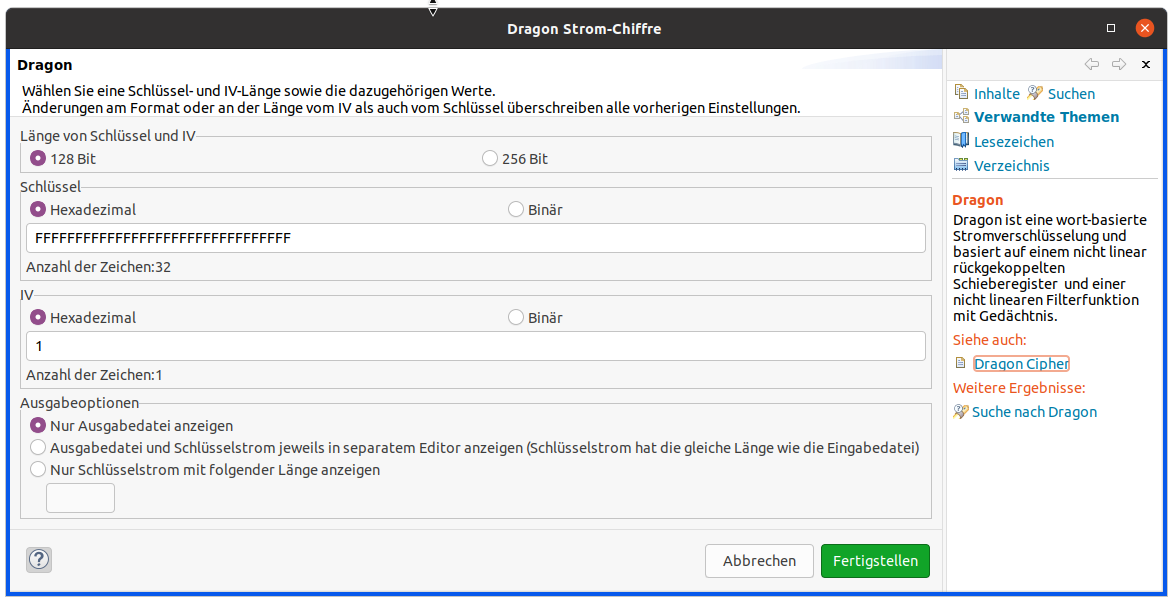 Dragon Strom-Chiffre
Dragon
Wählen Sie eine Schlüssel- und IV-Länge sowie die dazugehörigen Werte.
Änderungen am Format oder an der Länge vom IV als auch vom Schlüssel überschreiben alle vorherigen Einstellungen.
Länge von Schlüssel und IV
128 Bit
256 Bit
Schlüssel
Hexadezimal
Binär
FFFFFFFFFFFFFFFFFFFFFFFFFFFFFFFF
Anzahl der Zeichen:32
IV
Hexadezimal
Binär
1
Anzahl der Zeichen:1
Ausgabeoptionen
Nur Ausgabedatei anzeigen
Ausgabedatei und Schlüsselstrom jeweils in separatem Editor anzeigen (Schlüsselstrom hat die gleiche Länge wie die Eingabedatei)
Nur Schlüsselstrom mit folgender Länge anzeigen
?
Abbrechen
Fertigstellen
Inhalte
Suchen
Verwandte Themen
Lesezeichen
Verzeichnis
Dragon
Dragon ist eine wort-basierte
Stromverschlüsselung und
basiert auf einem nicht linear
rückgekoppelten
Schieberegister und einer
nicht linearen Filterfunktion
mit Gedächtnis.
Siehe auch:
Dragon Cipher
Weitere Ergebnisse:
Suche nach Dragon